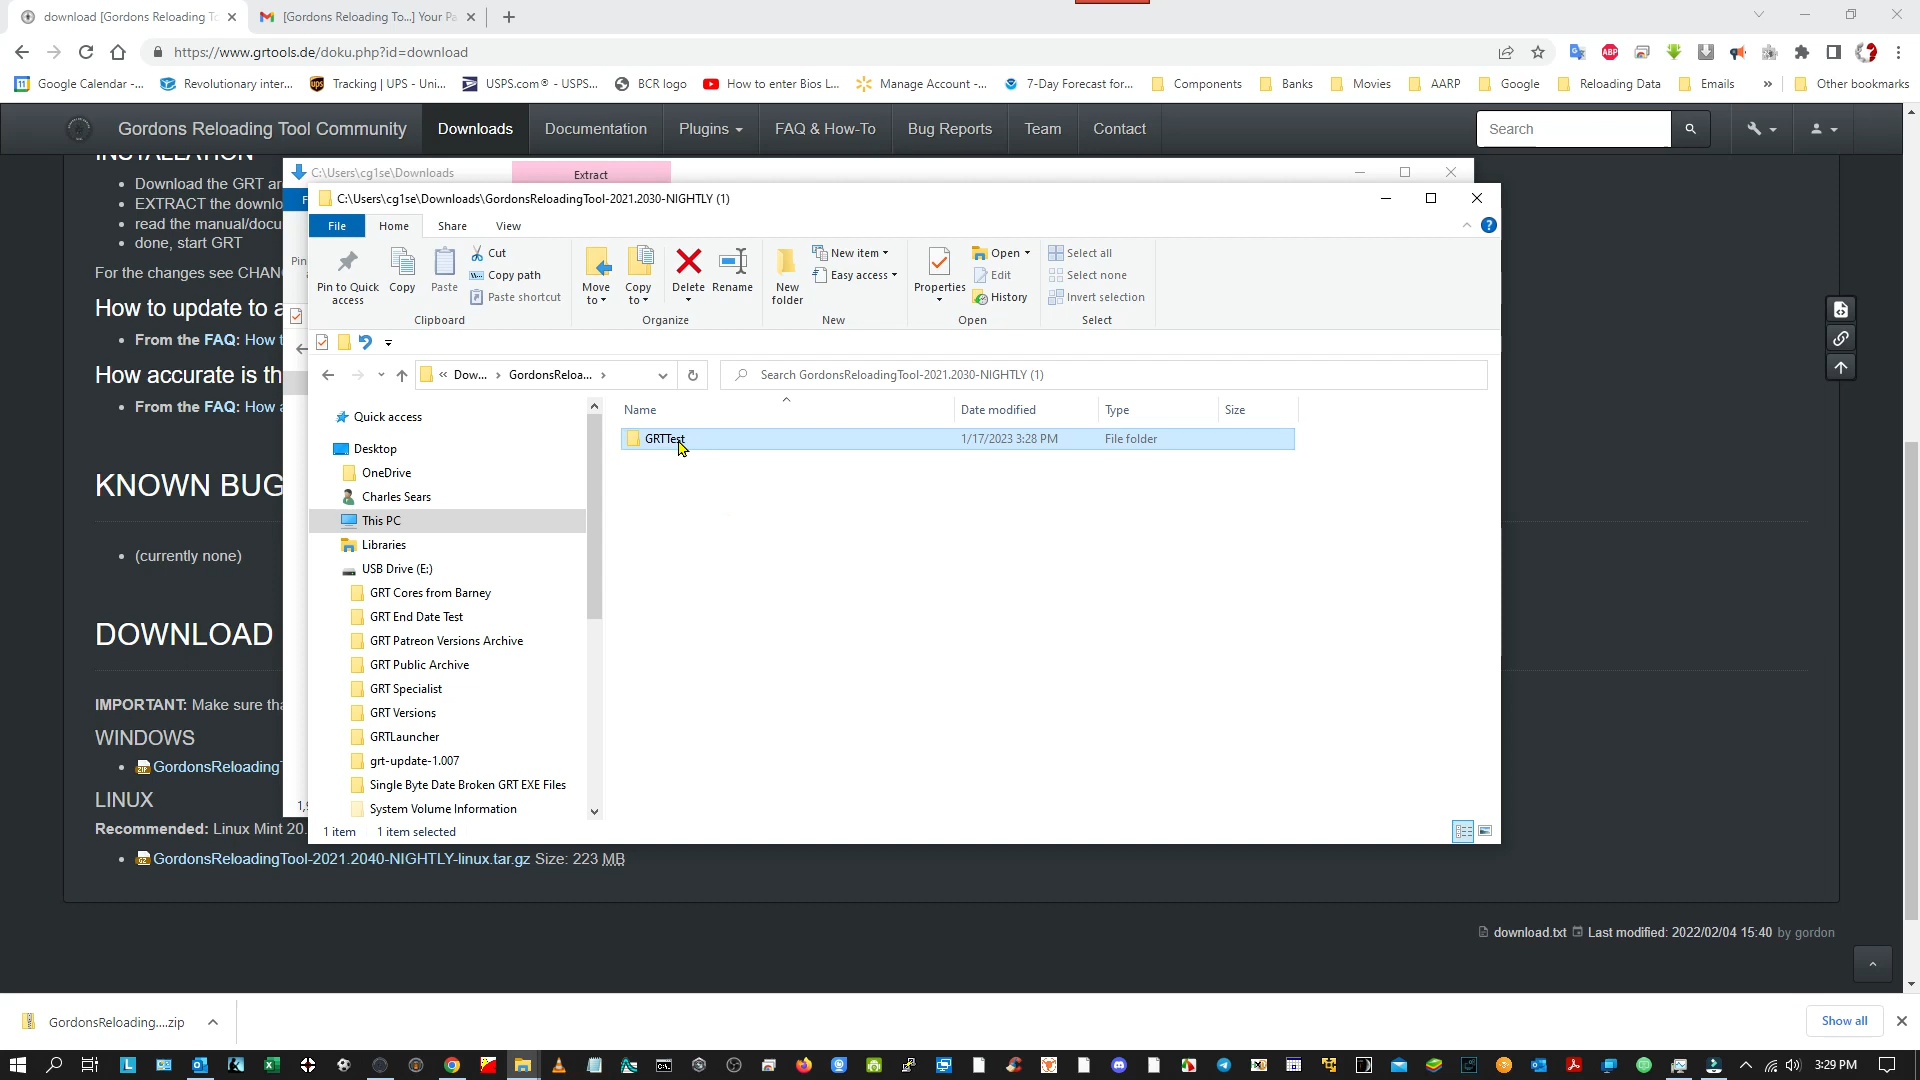 download [Gordons Reloading To
[Gordons Reloading To...] Your Pa
https://www.grtools.de/doku.php?id=download
Google Calendar -...
Revolutionary inter...
Tracking | UPS - Uni...
USPS.com® - USPS...
BCR logo
How to enter Bios L...
Manage Account -...
7-Day Forecast for...
Components
Banks
Movies
AARP
Google
Reloading Data
Emails
»
Other bookmarks
Gordons Reloading Tool Community
Downloads
Documentation
Plugins
FAQ & How-To
Bug Reports
Team
Contact
Search
INSTALLATION
Download the GRT ar
EXTRACT the downlo
read the manual/docu
done, start GRT
For the changes see CHAN
How to update to a
From the FAQ: How t
How accurate is th
From the FAQ: How a
KNOWN BUG
(currently none)
DOWNLOAD
IMPORTANT: Make sure tha
WINDOWS
GordonsReloadingT
LINUX
Recommended: Linux Mint 20.
GordonsReloadingTool-2021.2040-NIGHTLY-linux.tar.gz Size: 223 MB
download.txt Last modified: 2022/02/04 15:40 by gordon
C:\Users\cg1se\Downloads
Extract
C:\Users\cg1se\Downloads\GordonsReloadingTool-2021.2030-NIGHTLY (1)
File
Home
Share
View
Pin to Quick access
Copy
Paste
Cut
Copy path
Paste shortcut
Clipboard
Move to
Copy to
Delete
Rename
Organize
New folder
New item
Easy access
New
Properties
Open
Edit
History
Open
Select all
Select none
Invert selection
Select
« Dow... › GordonsReloa... ›
Search GordonsReloadingTool-2021.2030-NIGHTLY (1)
Name
Date modified
Type
Size
GRTTest
1/17/2023 3:28 PM
File folder
Quick access
Desktop
OneDrive
Charles Sears
This PC
Libraries
USB Drive (E:)
GRT Cores from Barney
GRT End Date Test
GRT Patreon Versions Archive
GRT Public Archive
GRT Specialist
GRT Versions
GRTLauncher
grt-update-1.007
Single Byte Date Broken GRT EXE Files
System Volume Information
1 item
1 item selected
GordonsReloading....zip
Show all
3:29 PM